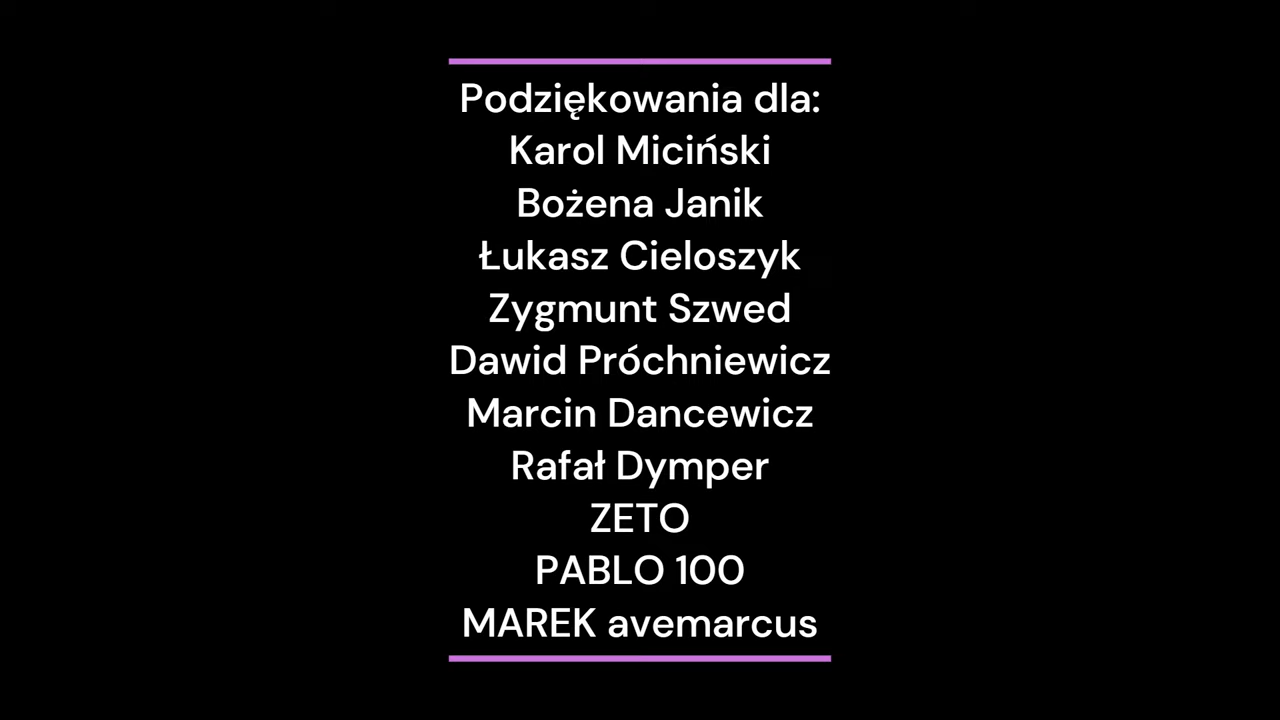 Podziękowania dla:
Karol Miciński
Bożena Janik
Łukasz Cieloszyk
Zygmunt Szwed
Dawid Próchniewicz
Marcin Dancewicz
Rafał Dymper
ZETO
PABLO 100
MAREK avemarcus